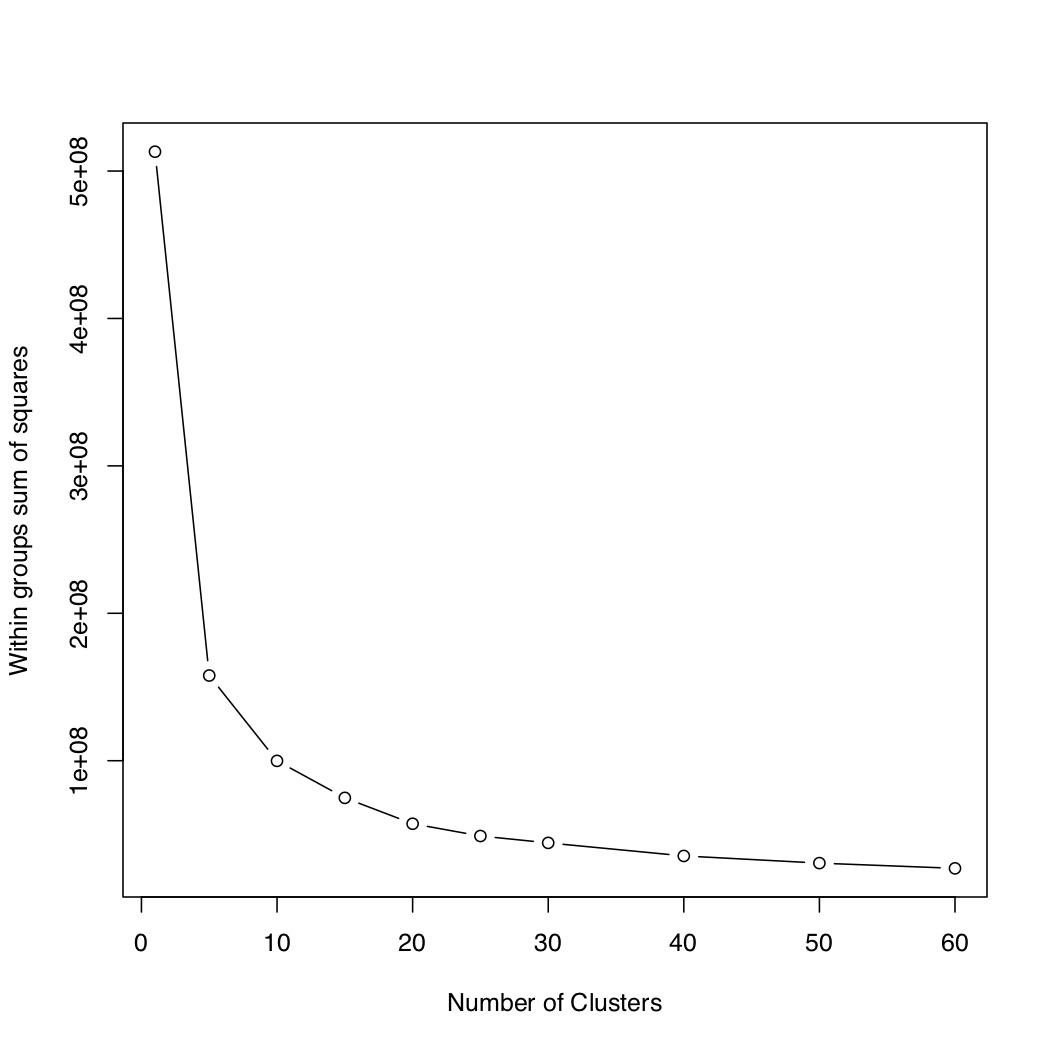 Within groups sum of squares
5e+08
4e+08
3e+08
2e+08
1e+08
0 10 20 30 40 50 60
Number of Clusters